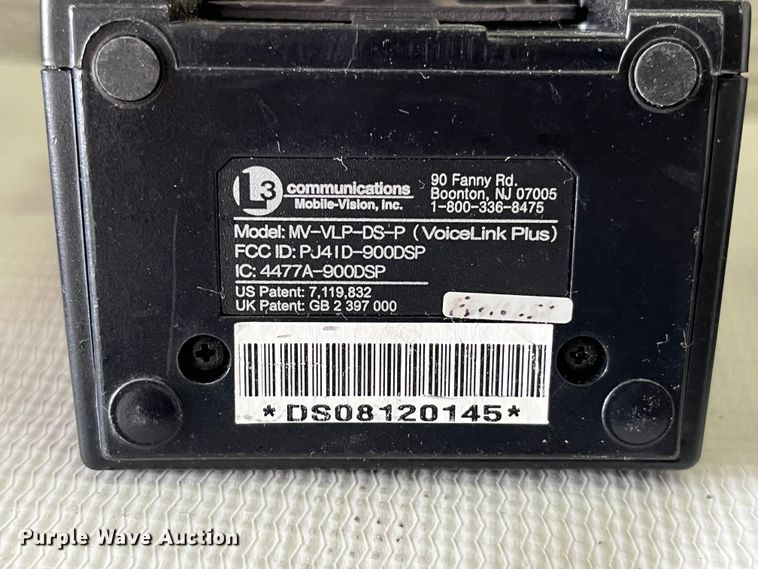 L3 communications
Mobile-Vision, Inc.
90 Fanny Rd.
Boonton, NJ 07005
1-800-336-8475
Model: MV-VLP-DS-P (VoiceLink Plus)
FCC ID: PJ4ID-900DSP
IC: 4477A-900DSP
US Patent: 7,119,832
UK Patent: GB 2 397 000
*DS08120145*
Purple Wave Auction